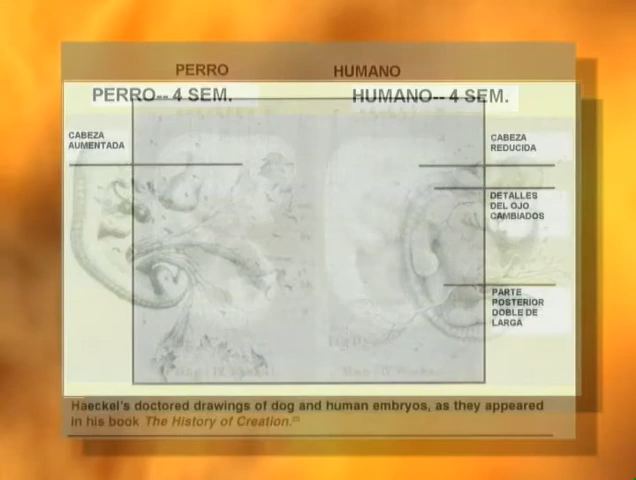 PERRO HUMANO
PERRO-- 4 SEM. HUMANO-- 4 SEM.
CABEZA
AUMENTADA
CABEZA
REDUCIDA
DETALLES
DEL OJO
CAMBIADOS
PARTE
POSTERIOR
DOBLE DE
LARGA
Haeckel's doctored drawings of dog and human embryos, as they appeared
in his book The History of Creation.